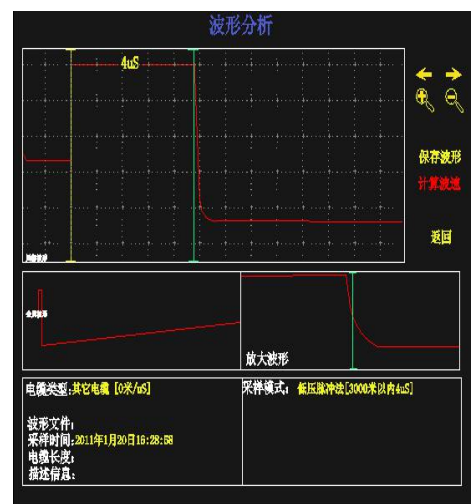 波形分析
4uS
保存波形
计算波速
返回
全貌波形
放大波形
电缆类型:其它电缆 [0米/uS]
采样模式: 低压脉冲法[3000米以内4uS]
波形文件:
采样时间:2011年1月20日16:28:58
电缆长度:
描述信息: